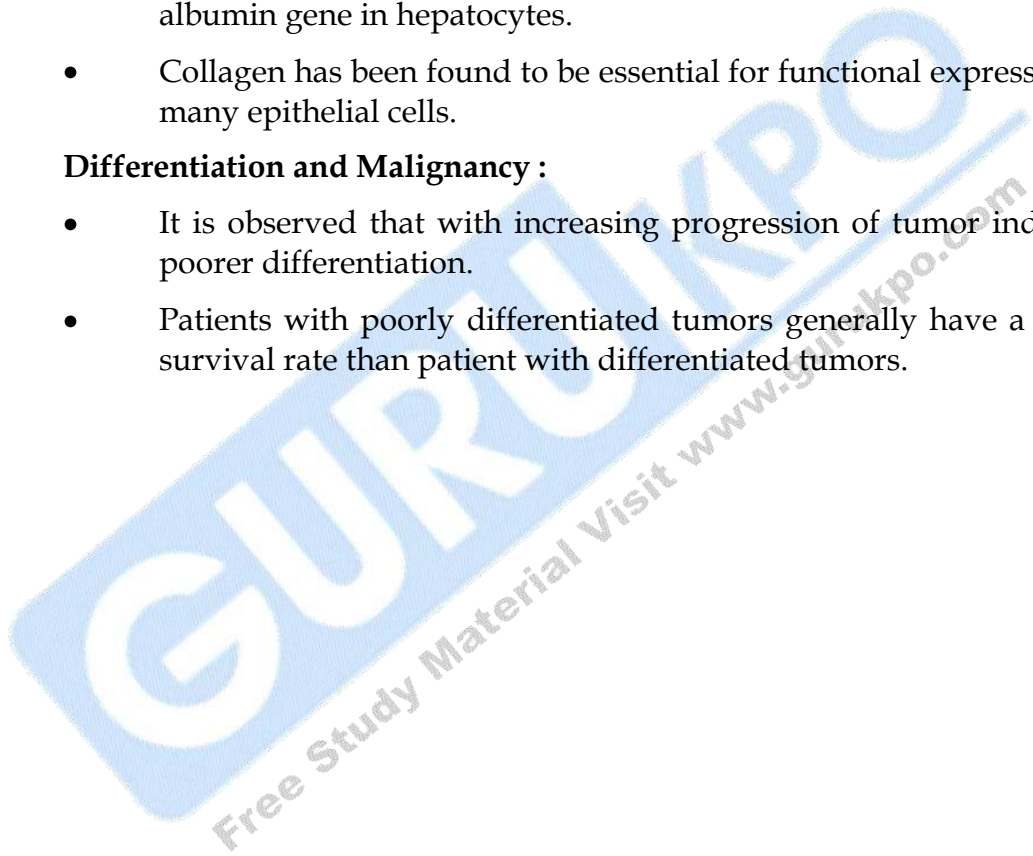 albumin gene in hepatocytes.
• Collagen has been found to be essential for functional express
many epithelial cells.
Differentiation and Malignancy :
• It is observed that with increasing progression of tumor ind
poorer differentiation.
• Patients with poorly differentiated tumors generally have a
survival rate than patient with differentiated tumors.
GURUKPO
Free Study Material Visit www.gurukpo.com